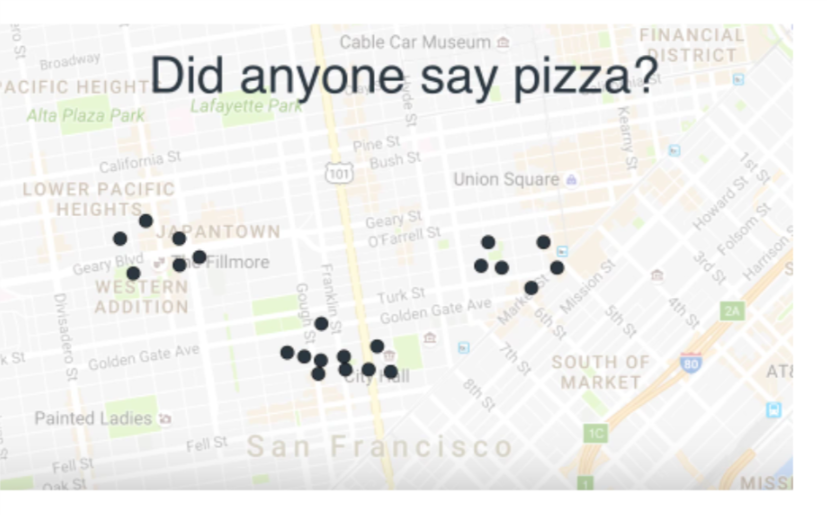 Did anyone say pizza?
Cable Car Museum
FINANCIAL
DISTRICT
Broadway
PACIFIC HEIGHT
Alta Plaza Park
Lafayette Park
Hyde St
Kearny St
Pine St
Bush St
California St
101
1st St
LOWER PACIFIC
HEIGHTS
Union Square
Howard St
Folsom St
Harrison S
JAPANTOWN
Geary St
O'Farrell St
Geary Blvd
The Fillmore
3rd St
WESTERN
ADDITION
Franklin St
Gough St
Turk St
Golden Gate Ave
Market St
Mission St
4th St
5th St
6th St
7th St
2A
Divisadero St
k St
Golden Gate Ave
City Hall
8th St
SOUTH OF
MARKET
80
AT&
Painted Ladies
Fell St
San Francisco
1C
Fell St
Oak St
1
MISSI